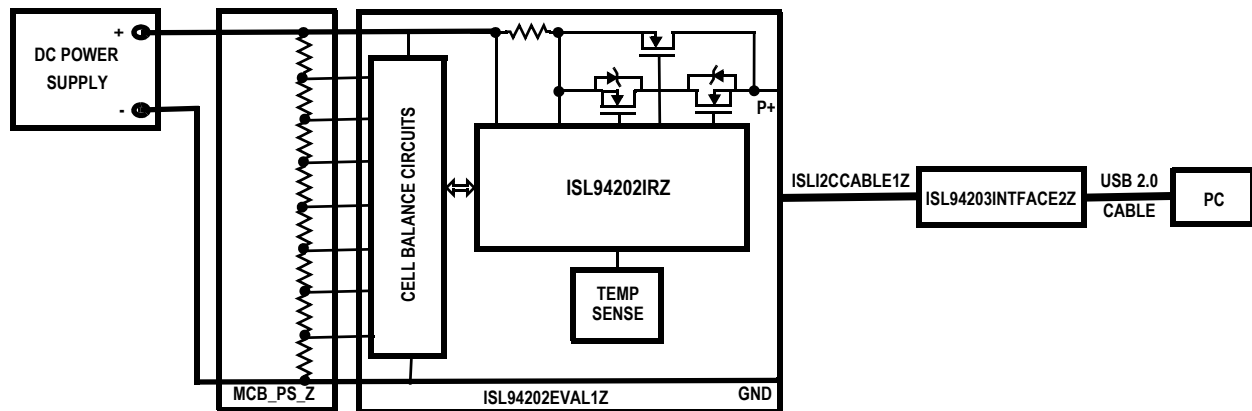 +
DC POWER
SUPPLY
-
MCB_PS_Z
CELL BALANCE CIRCUITS
ISL94202IRZ
TEMP
SENSE
P+
ISL94202EVAL1Z
GND
ISLI2CCABLE1Z
ISL94203INTFACE2Z
USB 2.0
CABLE
PC